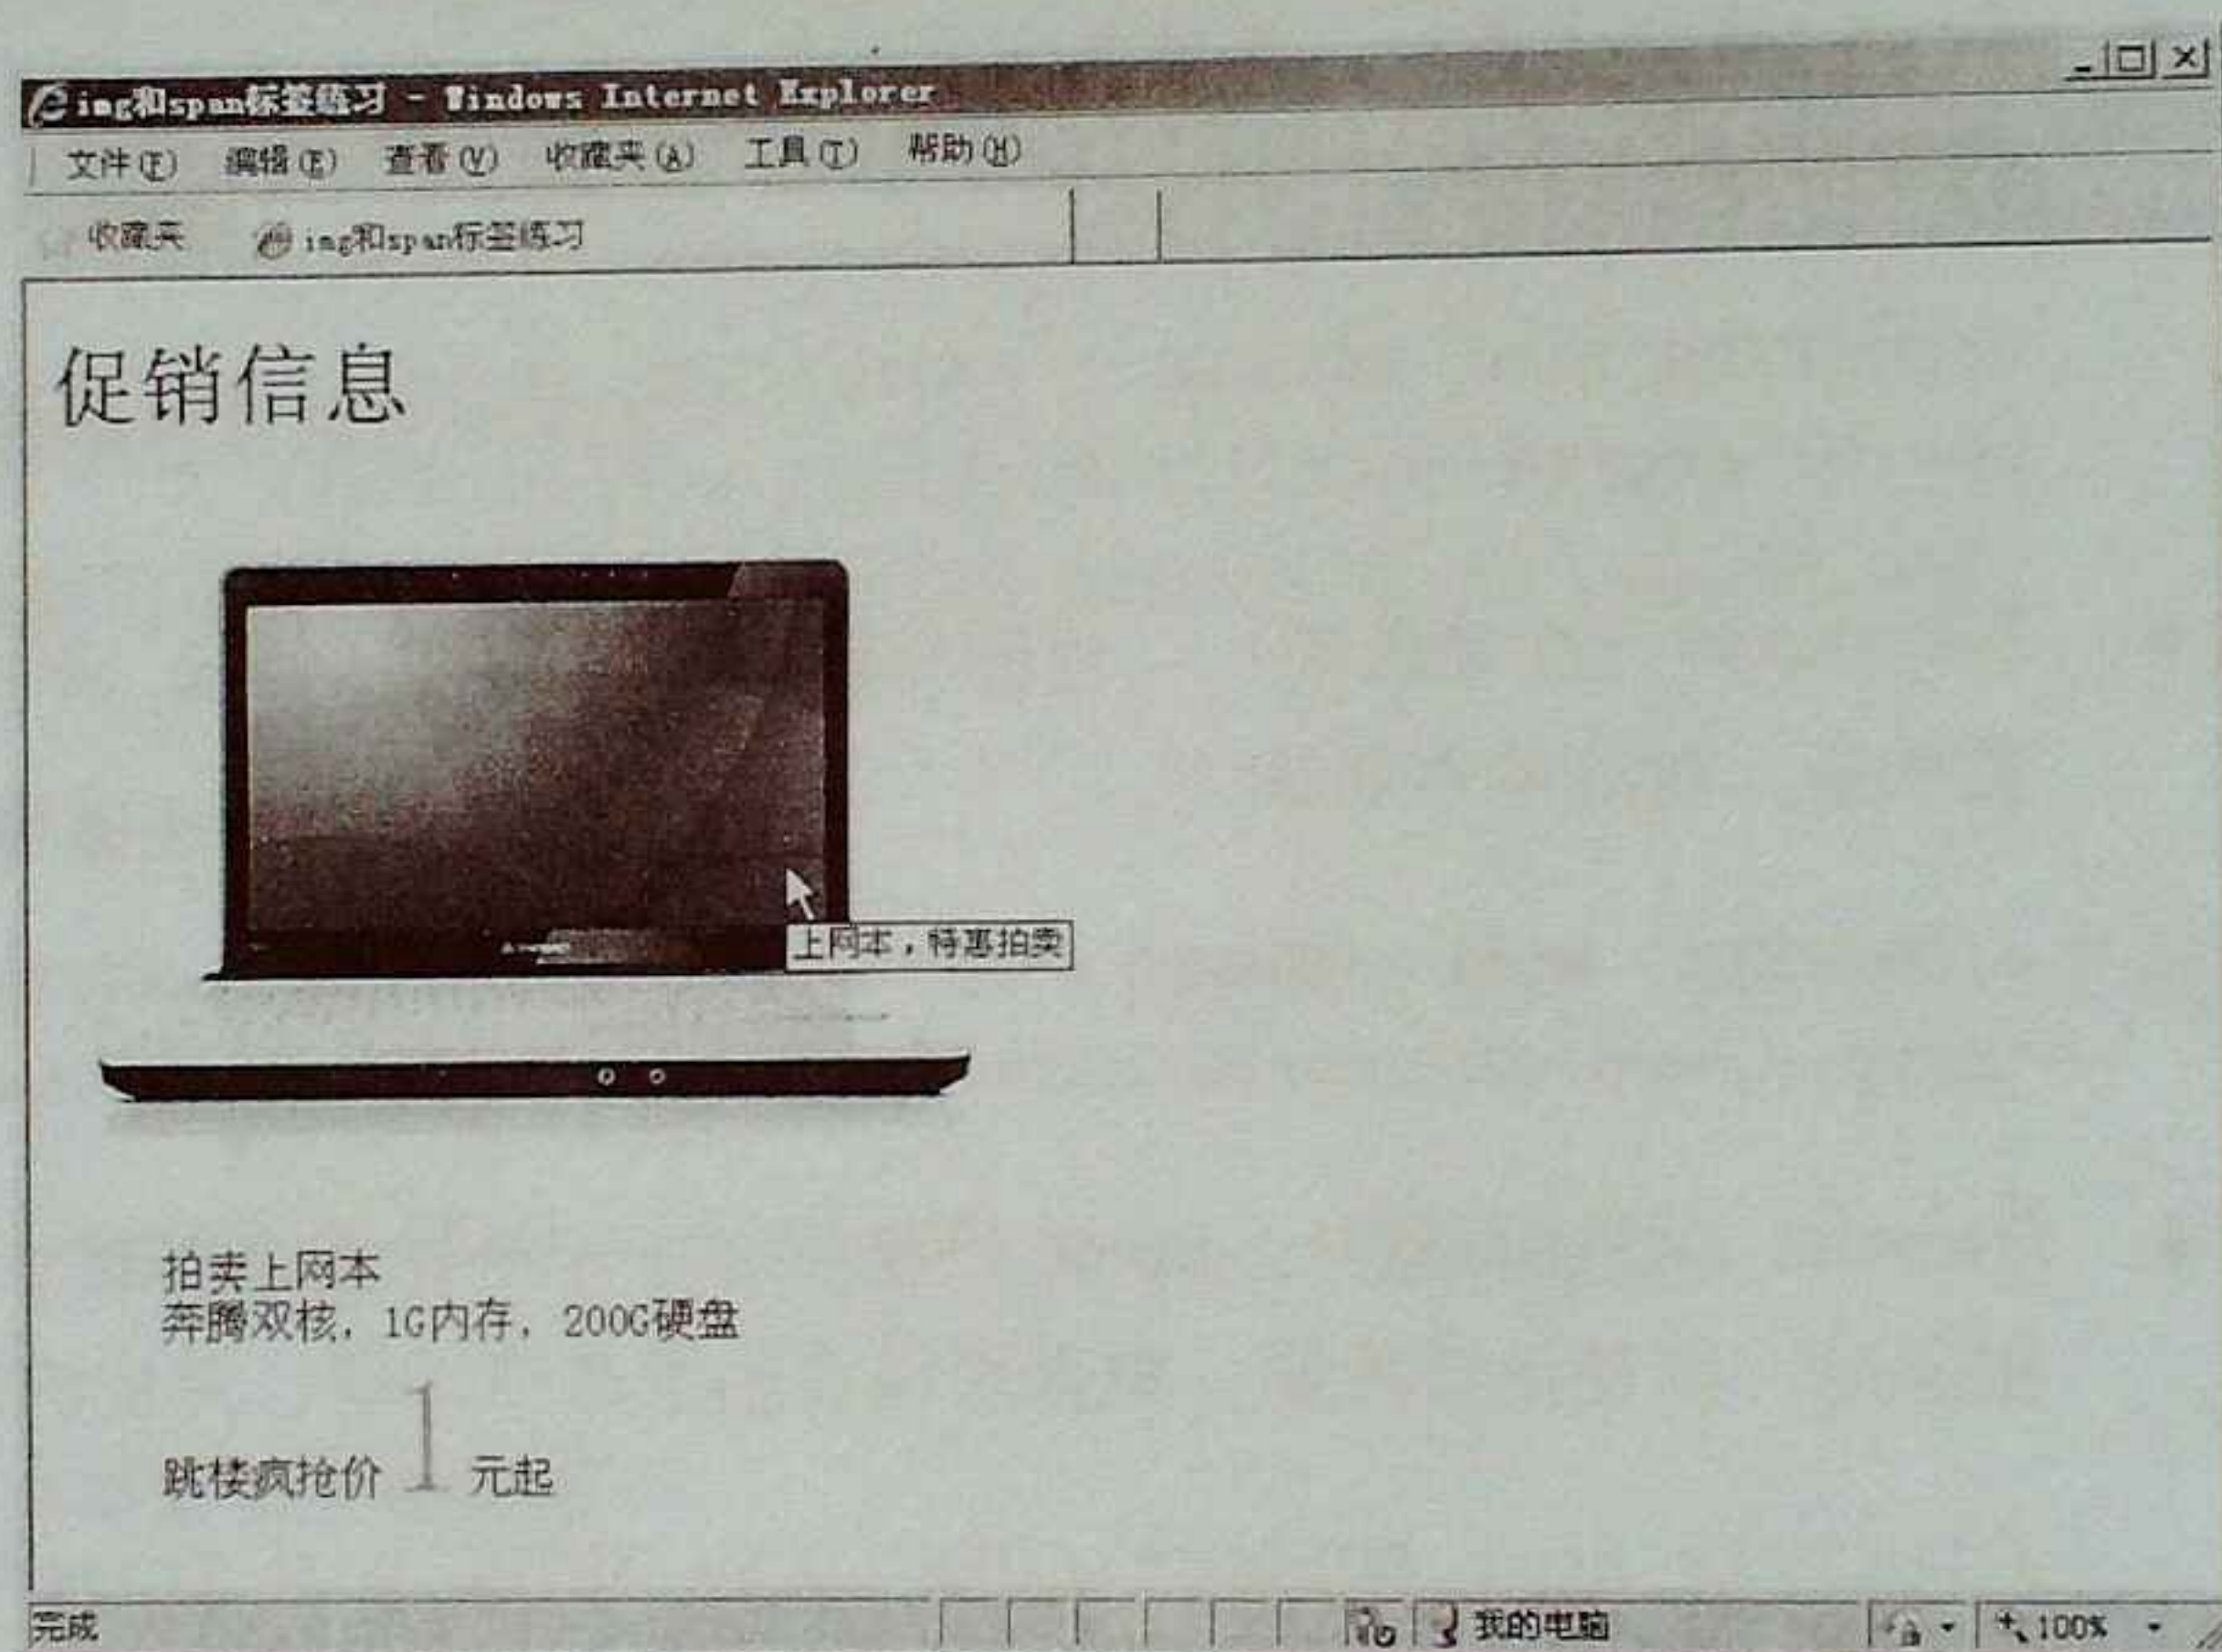 img和span标签练习 - Windows Internet Explorer
文件(F) 编辑(E) 查看(V) 收藏夹(A) 工具(T) 帮助(H)
收藏夹 img和span标签练习
促销信息
上网本，特惠拍卖
拍卖上网本
奔腾双核，1G内存，200G硬盘
跳楼疯抢价 1 元起
完成 我的电脑 100%